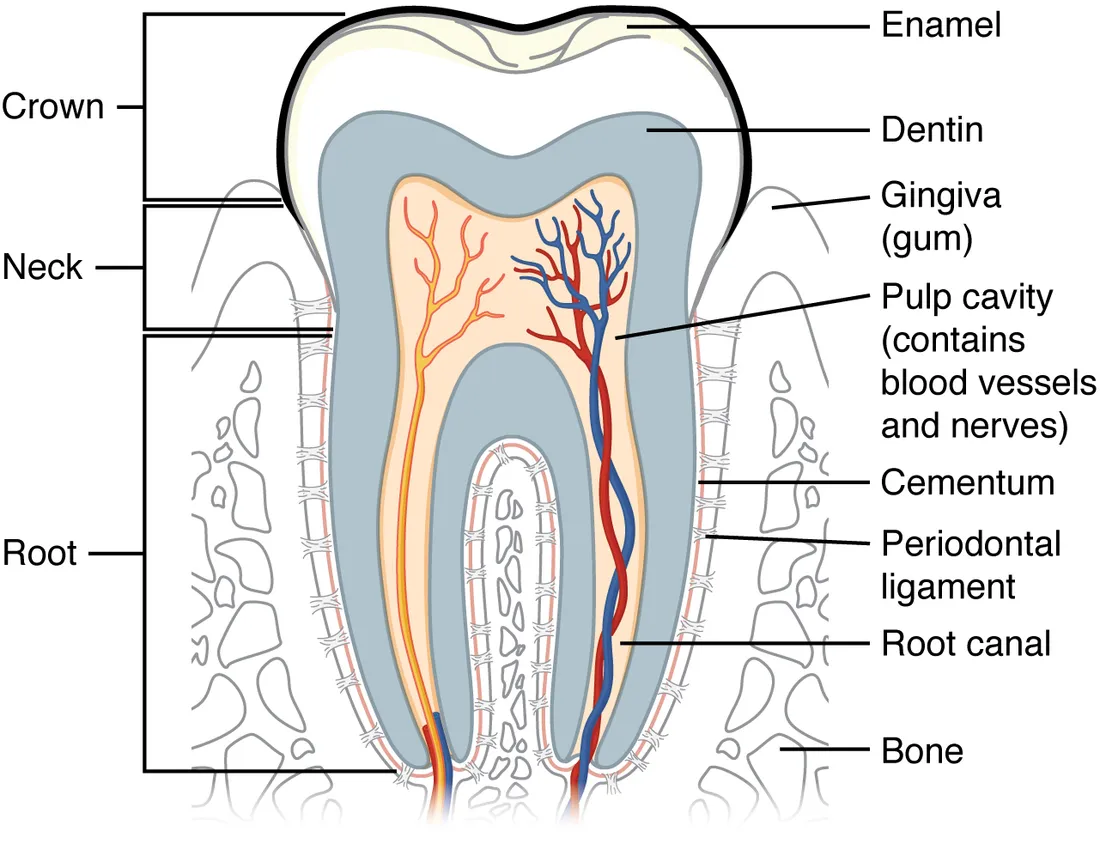 Crown
Neck
Root
Enamel
Dentin
Gingiva
(gum)
Pulp cavity
(contains
blood vessels
and nerves)
Cementum
Periodontal
ligament
Root canal
Bone